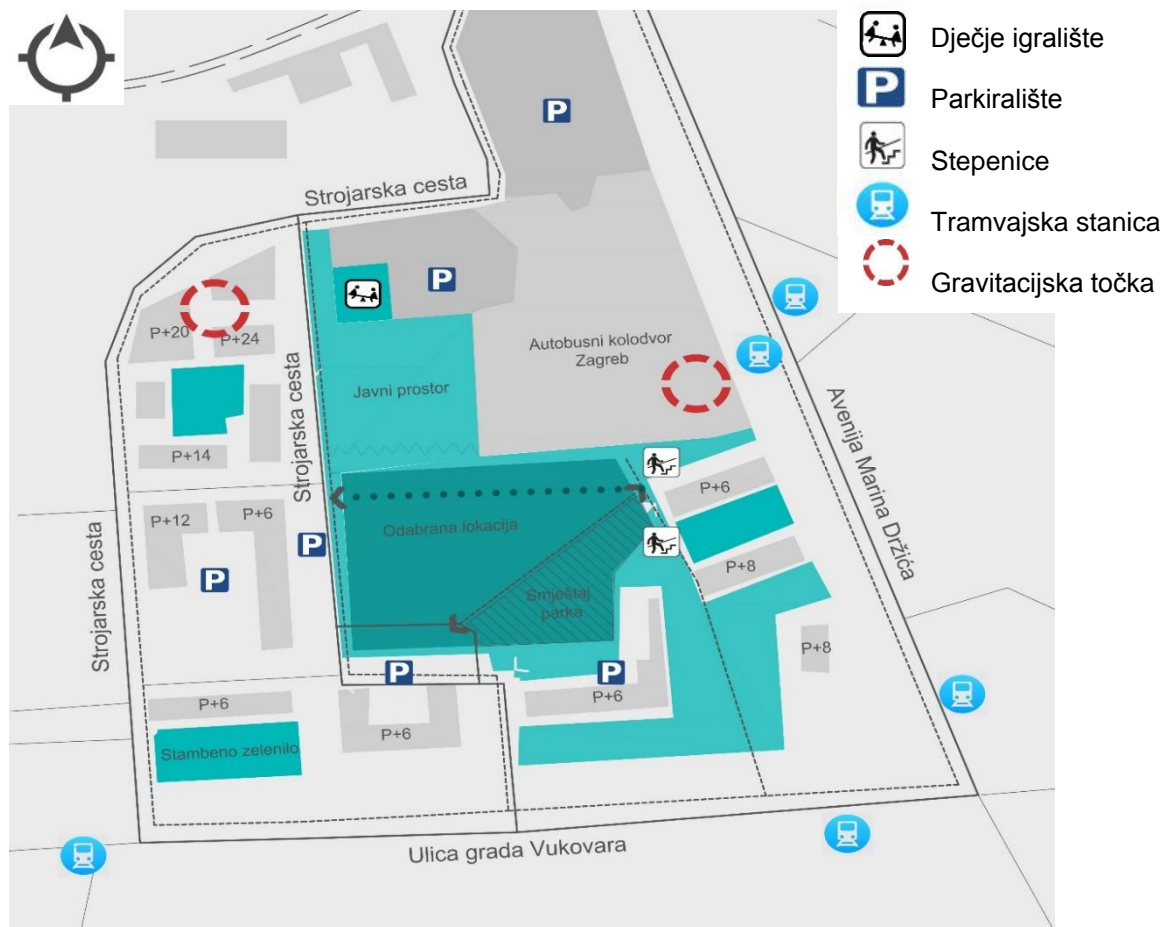 Dječje igralište
P
Parkiralište
Stepenice
Tramvajska stanica
Gravitacijska točka
P
Strojarska cesta
P
P+20
P+24
Autobusni kolodvor
Zagreb
Javni prostor
Strojarska cesta
Avenija Marina Držića
P+14
P+6
P+12
P+6
Odabrana lokacija
P
P
P+8
Strojarska cesta
Smještaj
parka
P+8
P
P
P+6
P+6
P+6
Stambeno zelenilo
Ulica grada Vukovara